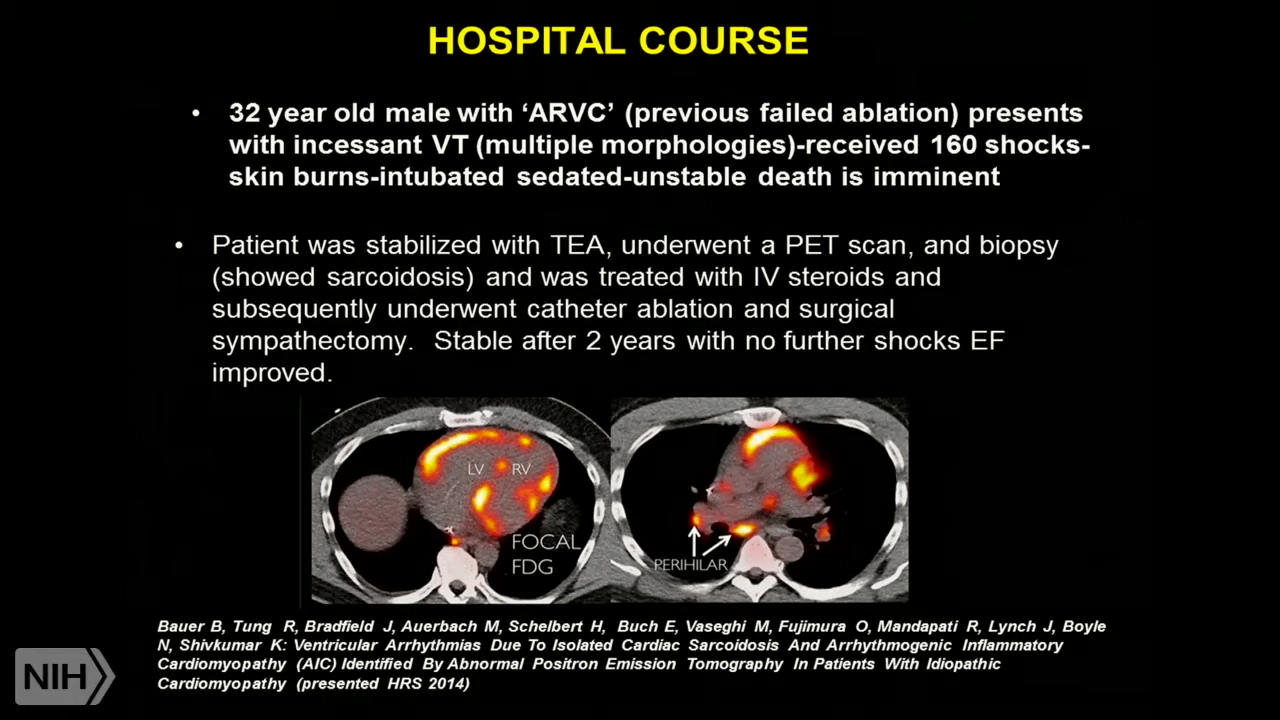 HOSPITAL COURSE
• 32 year old male with ‘ARVC’ (previous failed ablation) presents
with incessant VT (multiple morphologies)-received 160 shocks-
skin burns-intubated sedated-unstable death is imminent
• Patient was stabilized with TEA, underwent a PET scan, and biopsy
(showed sarcoidosis) and was treated with IV steroids and
subsequently underwent catheter ablation and surgical
sympathectomy. Stable after 2 years with no further shocks EF
improved.
LV RV
FOCAL
FDG
PERIHILAR
Bauer B, Tung R, Bradfield J, Auerbach M, Schelbert H, Buch E, Vaseghi M, Fujimura O, Mandapati R, Lynch J, Boyle
N, Shivkumar K: Ventricular Arrhythmias Due To Isolated Cardiac Sarcoidosis And Arrhythmogenic Inflammatory
Cardiomyopathy (AIC) Identified By Abnormal Positron Emission Tomography In Patients With Idiopathic
Cardiomyopathy (presented HRS 2014)
NIH